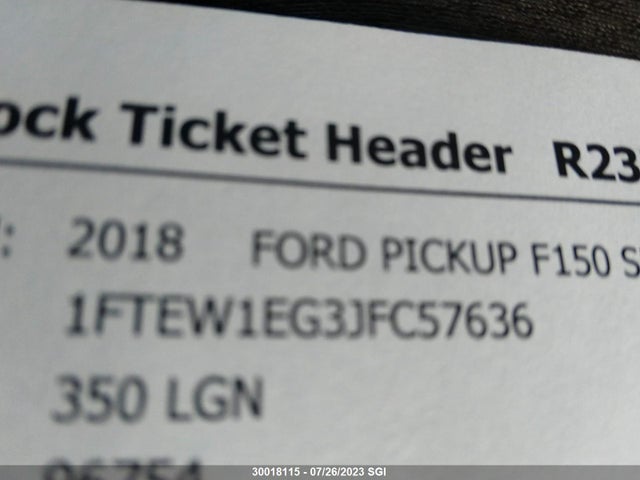 ock Ticket Header R23
: 2018 FORD PICKUP F150 S
1FTEW1EG3JFC57636
350 LGN
30018115 - 07/26/2023 SGI